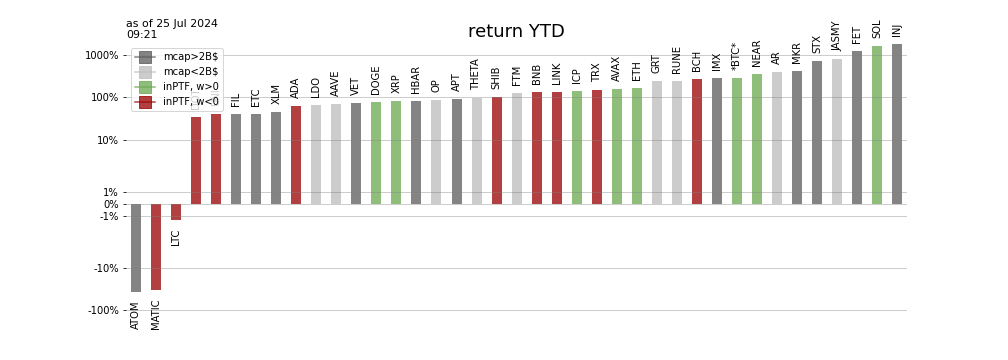 as of 25 Jul 2024
09:21
return YTD
mcap>2B$
mcap<2B$
inPTF, w>0
inPTF, w<0
1000%
100%
10%
1%
0%
-1%
-10%
-100%
ATOM
MATIC
LTC
FIL
ETC
XLM
ADA
LDO
AAVE
VET
DOGE
XRP
HBAR
OP
APT
THETA
SHIB
FTM
BNB
LINK
ICP
TRX
AVAX
ETH
GRT
RUNE
BCH
IMX
*BTC*
NEAR
AR
MKR
STX
JASMY
FET
SOL
INJ